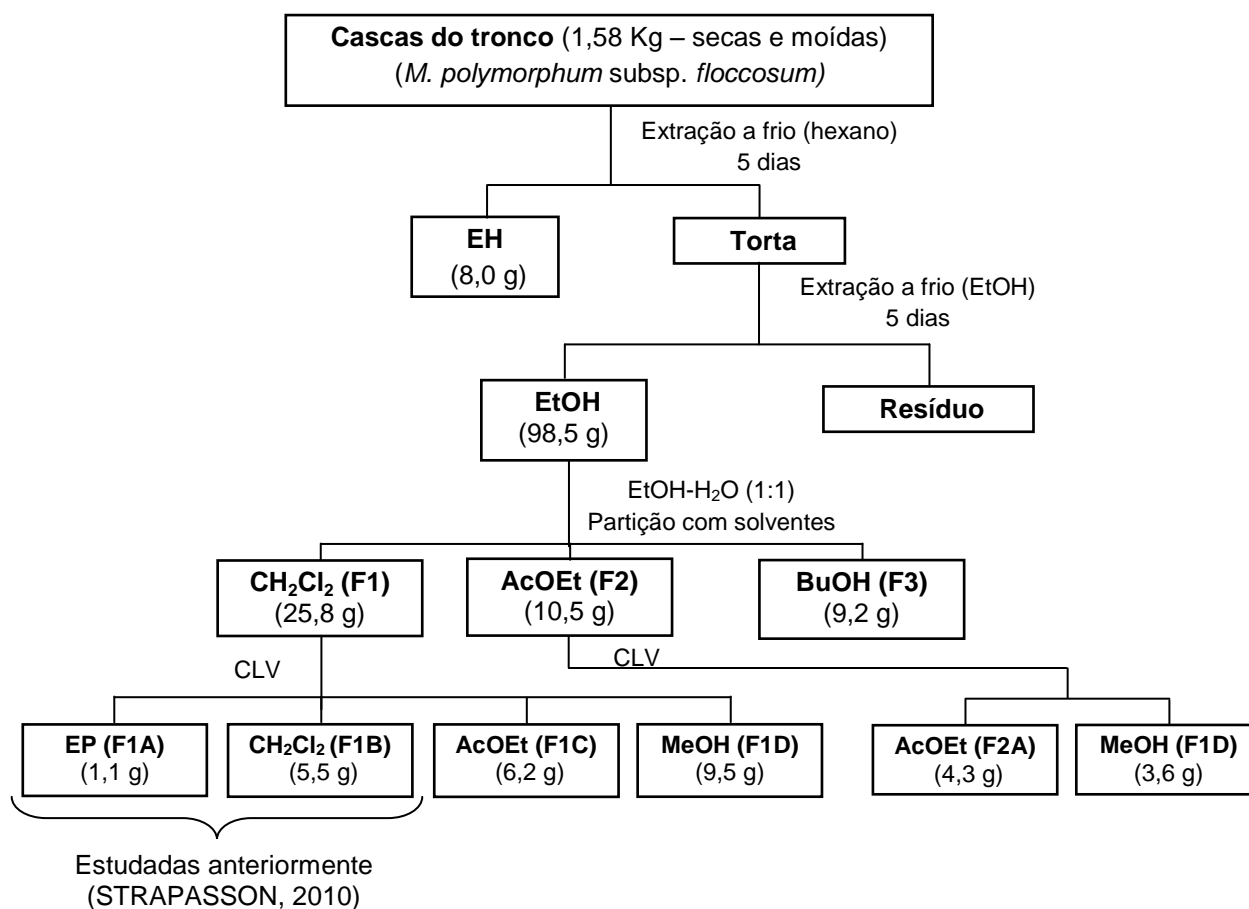 Cascas do tronco (1,58 Kg – secas e moídas)
(M. polymorphum subsp. floccosum)
Extração a frio (hexano)
5 dias
EH
(8,0 g)
Torta
Extração a frio (EtOH)
5 dias
EtOH
(98,5 g)
Resíduo
EtOH-H₂O (1:1)
Partição com solventes
CH₂Cl₂ (F1)
(25,8 g)
AcOEt (F2)
(10,5 g)
BuOH (F3)
(9,2 g)
CLV
CLV
EP (F1A)
(1,1 g)
CH₂Cl₂ (F1B)
(5,5 g)
AcOEt (F1C)
(6,2 g)
MeOH (F1D)
(9,5 g)
AcOEt (F2A)
(4,3 g)
MeOH (F1D)
(3,6 g)
Estudadas anteriormente
(STRAPASSON, 2010)